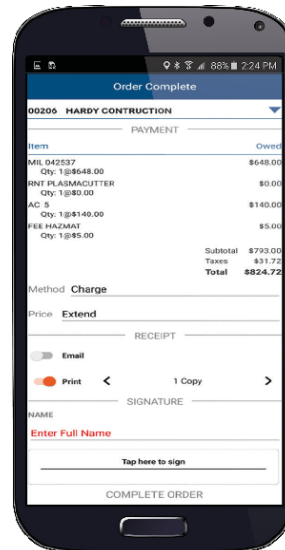 88% 2:24 PM
Order Complete
00206 HARDY CONTRUCTION
PAYMENT
Item Owed
MIL 042537 $648.00
Qty: 1@$648.00
RNT PLASMACUTTER $0.00
Qty: 1@$0.00
AC 5 $140.00
Qty: 1@$140.00
FEE HAZMAT $5.00
Qty: 1@$5.00
Subtotal $793.00
Taxes $31.72
Total $824.72
Method Charge
Price Extend
RECEIPT
Email
Print < 1 Copy >
SIGNATURE
NAME
Enter Full Name
Tap here to sign
COMPLETE ORDER